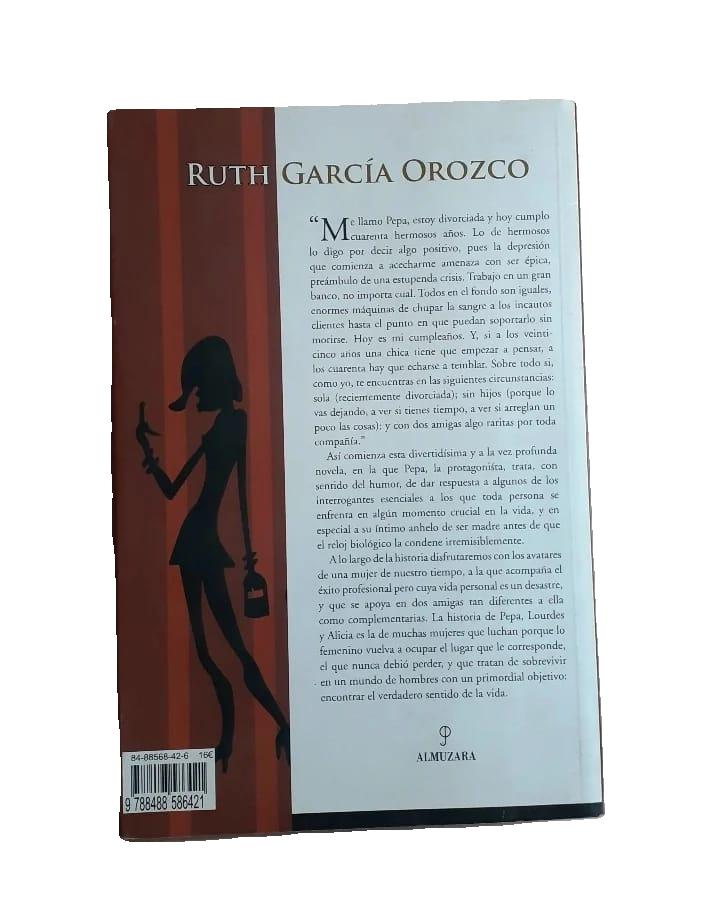 RUTH GARCÍA OROZCO
“Me llamo Pepa, estoy divorciada y hoy cumplo
cuarenta hermosos años. Lo de hermosos
lo digo por decir algo positivo, pues la depresión
que comienza a acecharme amenaza con ser épica,
preámbulo de una estupenda crisis. Trabajo en un gran
banco, no importa cual. Todos en el fondo son iguales,
enormes máquinas de chupar la sangre a los incautos
clientes hasta el punto en que puedan soportarlo sin
morirse. Hoy es mi cumpleaños. Y, si a los veinti-
cinco años una chica tiene que empezar a pensar, a
los cuarenta hay que echarse a temblar. Sobre todo si,
como yo, te encuentras en las siguientes circunstancias:
sola (recientemente divorciada); sin hijos (porque lo
vas dejando, a ver si tienes tiempo, a ver si arreglan un
poco las cosas); y con dos amigas algo raritas por toda
compañía.”
Así comienza esta divertidísima y a la vez profunda
novela, en la que Pepa, la protagonista, trata, con
sentido del humor, de dar respuesta a algunos de los
interrogantes esenciales a los que toda persona se
enfrenta en algún momento crucial en la vida, y en
especial a su íntimo anhelo de ser madre antes de que
el reloj biológico la condene irremisiblemente.
A lo largo de la historia disfrutaremos con los avatares
de una mujer de nuestro tiempo, a la que acompaña el
éxito profesional pero cuya vida personal es un desastre,
y que se apoya en dos amigas tan diferentes a ella
como complementarias. La historia de Pepa, Lourdes
y Alicia es la de muchas mujeres que luchan porque lo
femenino vuelva a ocupar el lugar que le corresponde,
el que nunca debió perder, y que tratan de sobrevivir
en un mundo de hombres con un primordial objetivo:
encontrar el verdadero sentido de la vida.
ALMUZARA
84-88568-42-6 16€
9 788488 586421